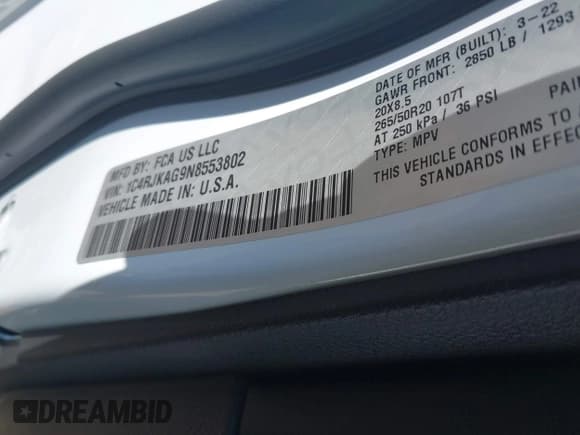 MFD BY: FCA US LLC
VIN: 1C4RJKAG9N8553802
VEHICLE MADE IN: U.S.A.
DATE OF MFR (BUILT): 3-22
GAWR FRONT: 2850 LB / 1293
20X8.5
265/50R20 107T
AT 250 kPa / 36 PSI
TYPE: MPV PAI
THIS VEHICLE CONFORMS TO
STANDARDS IN EFFEC
DREAMBID